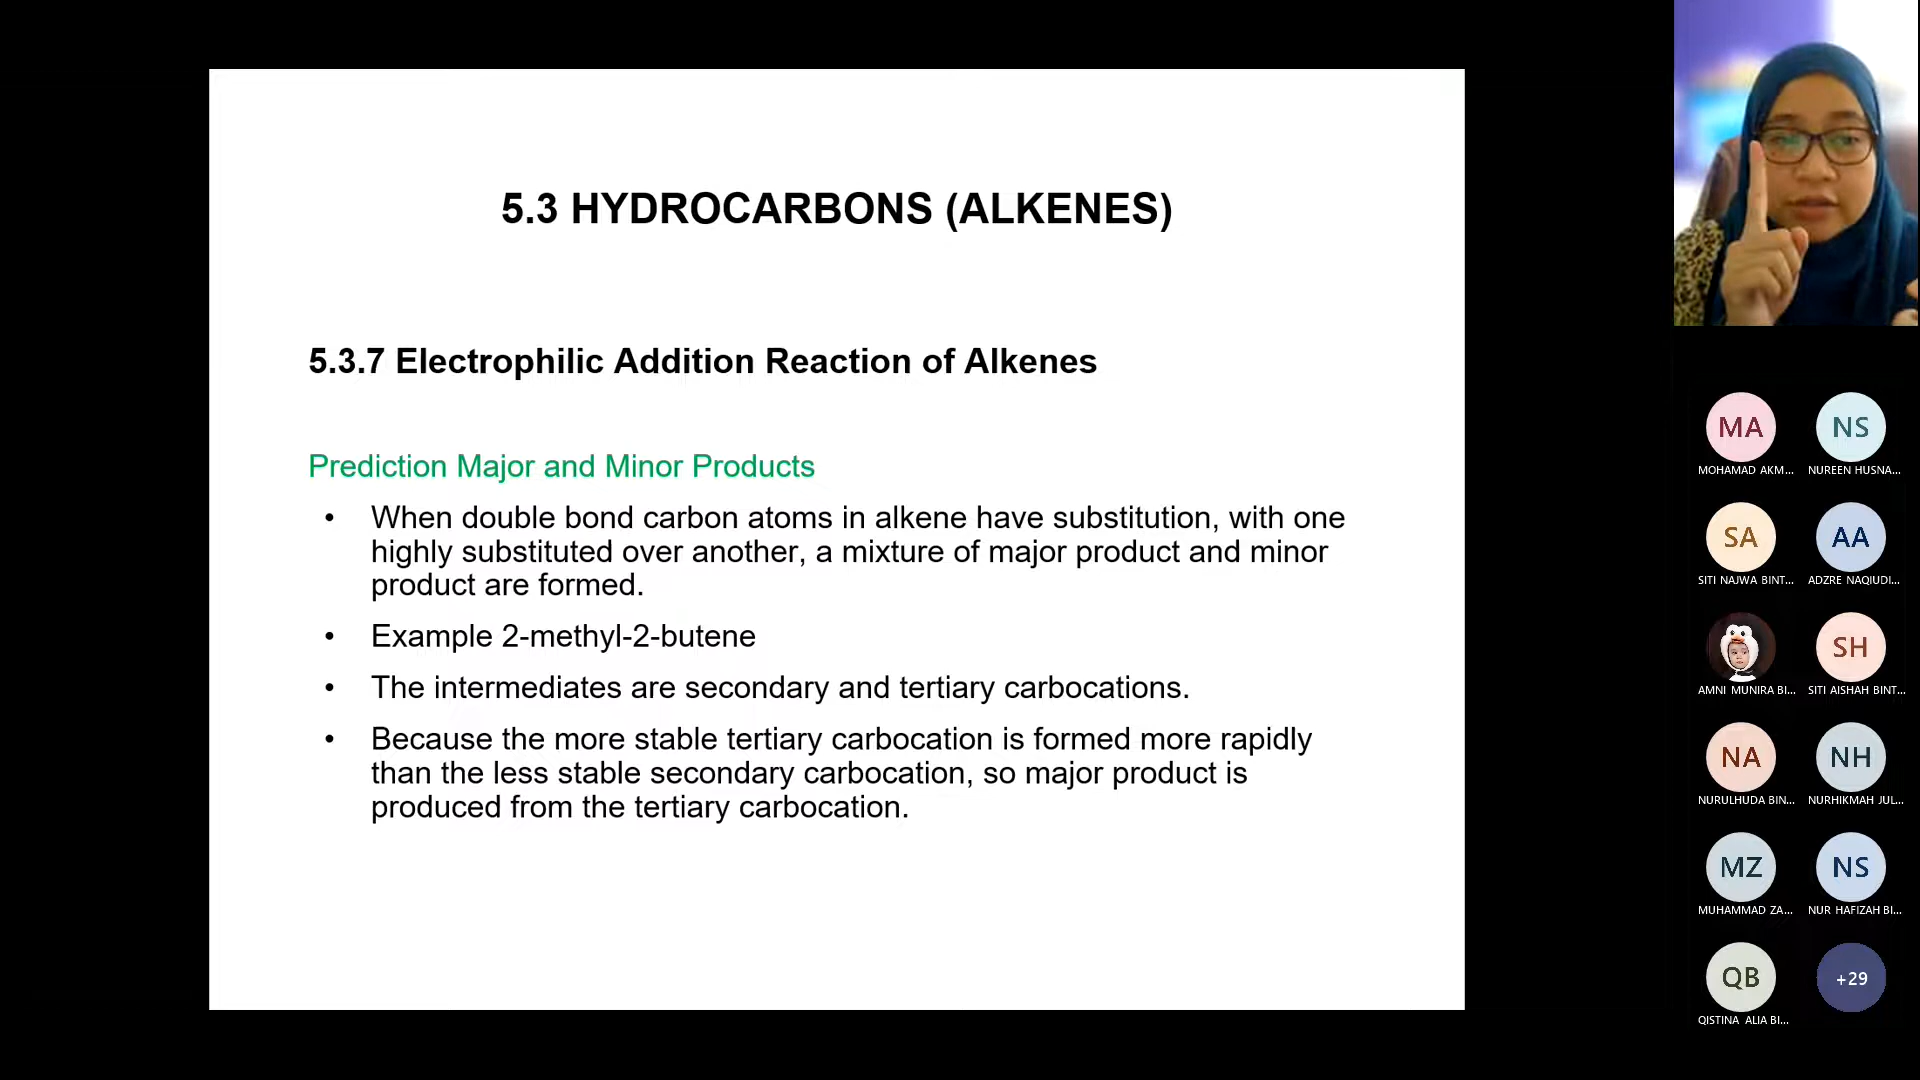 5.3 HYDROCARBONS (ALKENES)
5.3.7 Electrophilic Addition Reaction of Alkenes
Prediction Major and Minor Products
• When double bond carbon atoms in alkene have substitution, with one
highly substituted over another, a mixture of major product and minor
product are formed.
• Example 2-methyl-2-butene
• The intermediates are secondary and tertiary carbocations.
• Because the more stable tertiary carbocation is formed more rapidly
than the less stable secondary carbocation, so major product is
produced from the tertiary carbocation.
MA NS
MOHAMAD AKM... NUREEN HUSNA...
SA AA
SITI NAJWA BINT... ADZRE NAQIUDI...
SH
AMNI MUNIRA BI... SITI AISHAH BINT...
NA NH
NURULHUDA BIN... NURHIKMAH JUL...
MZ NS
MUHAMMAD ZA... NUR HAFIZAH BI...
QB +29
QISTINA ALIA BI...